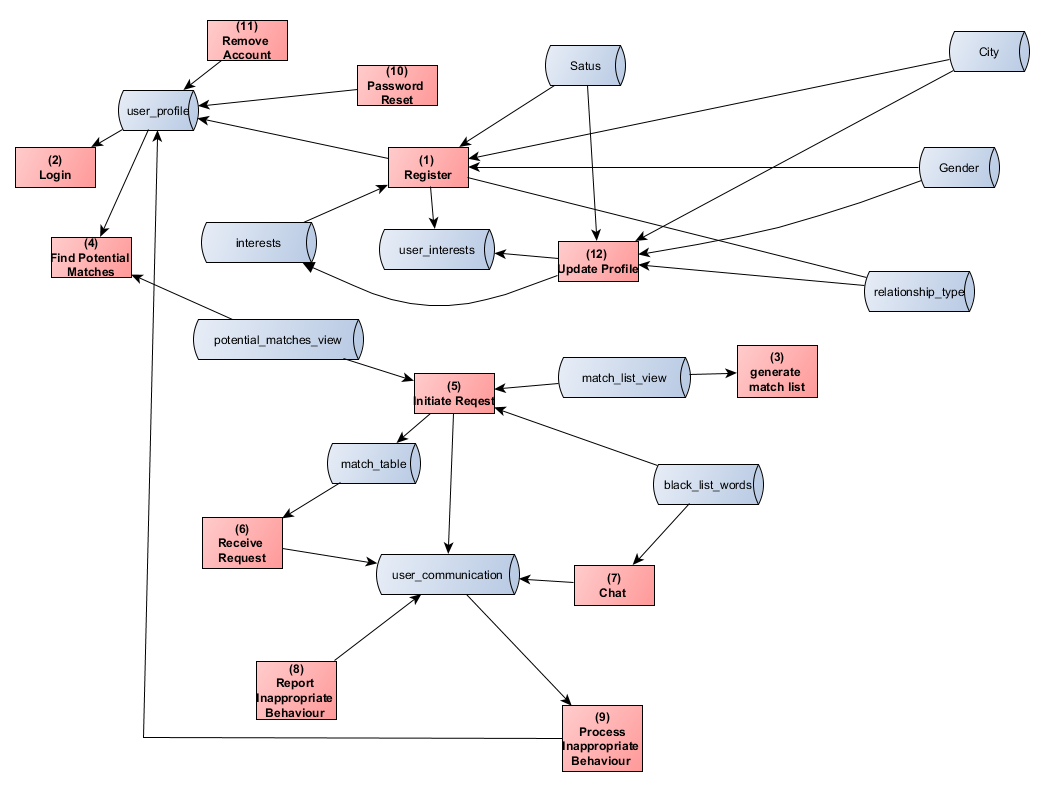 (11)
Remove
Account
(10)
Password
Reset
Satus
City
user_profile
(2)
Login
(1)
Register
Gender
(4)
Find Potential
Matches
interests
user_interests
(12)
Update Profile
relationship_type
potential_matches_view
(5)
Initiate Reqest
match_list_view
(3)
generate
match list
match_table
black_list_words
(6)
Receive
Request
user_communication
(7)
Chat
(8)
Report
Inappropriate
Behaviour
(9)
Process
Inappropriate
Behaviour